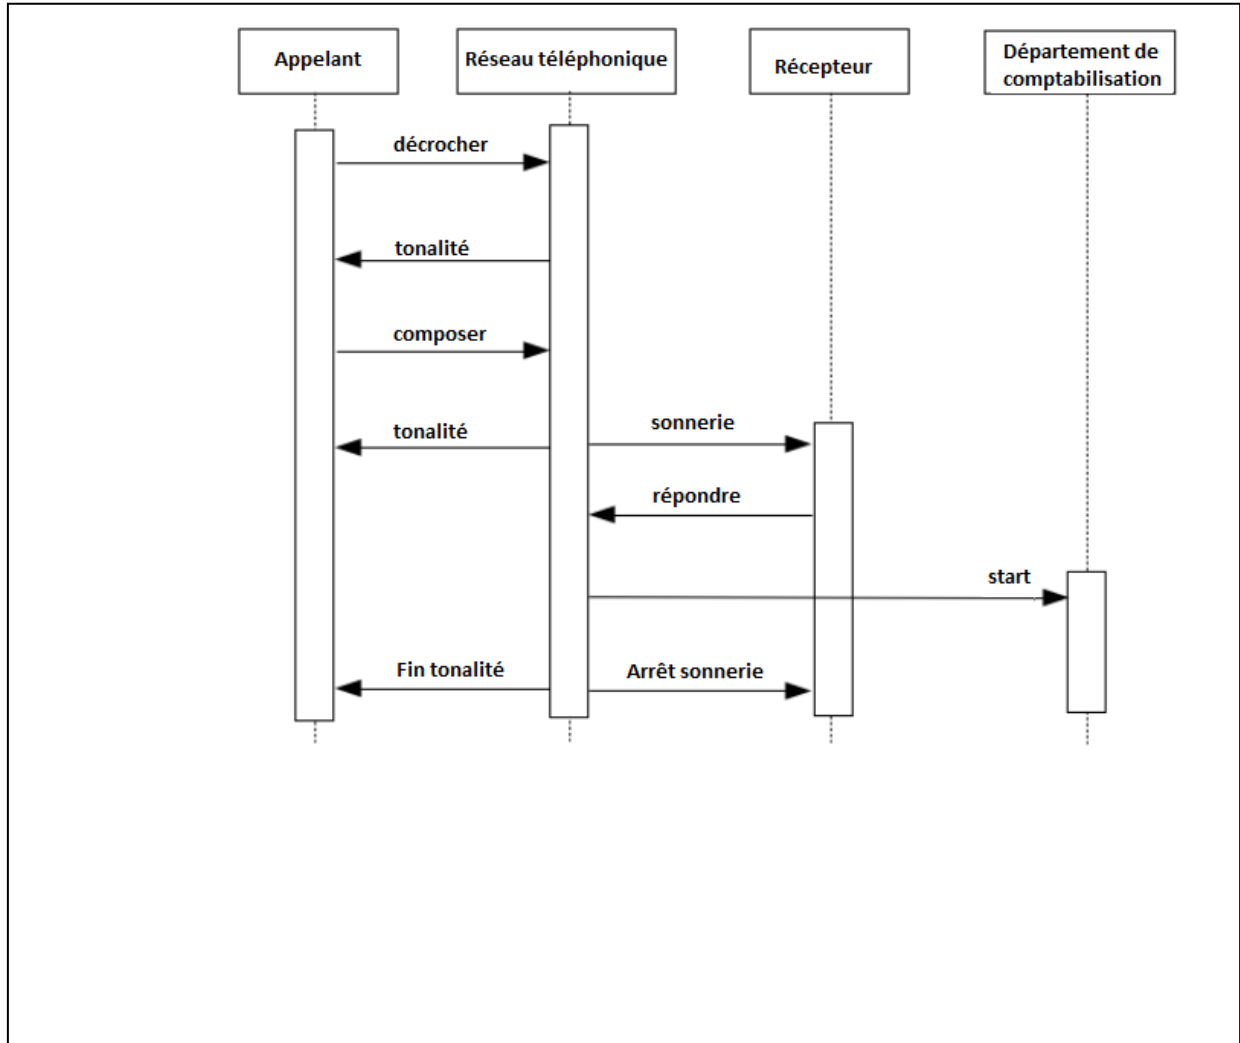 Appelant
Réseau téléphonique
Récepteur
Département de
comptabilisation
décrocher
tonalité
composer
tonalité
sonnerie
répondre
start
Fin tonalité
Arrêt sonnerie